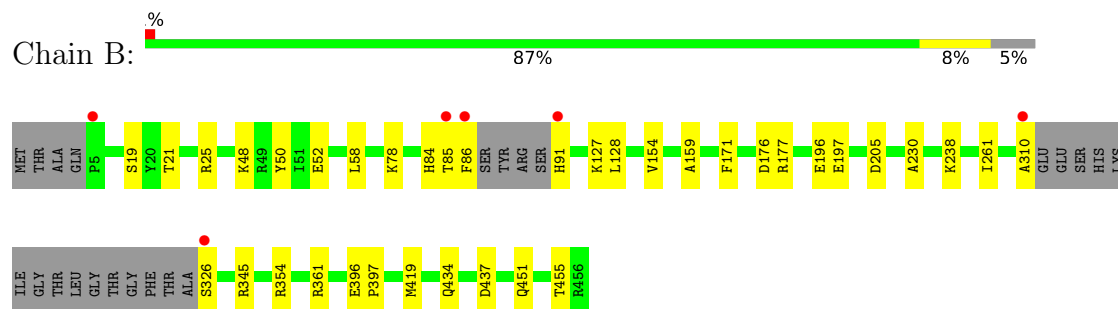 .%
Chain B:
87% 8% 5%
MET THR ALA GLN P5 S19 Y20 T21 R25 K48 R49 Y50 I51 E52 L58 K78 H84 T85 F86 SER TYR ARG SER H91 K127 L128 V154 A159 F171 D176 R177 E196 E197 D205 A230 K238 I261 A310 GLU GLU SER HIS LYS
ILE GLY THR LEU GLY THR GLY PHE THR ALA S326 R345 R354 R361 E396 P397 M419 Q434 D437 Q451 T455 R456